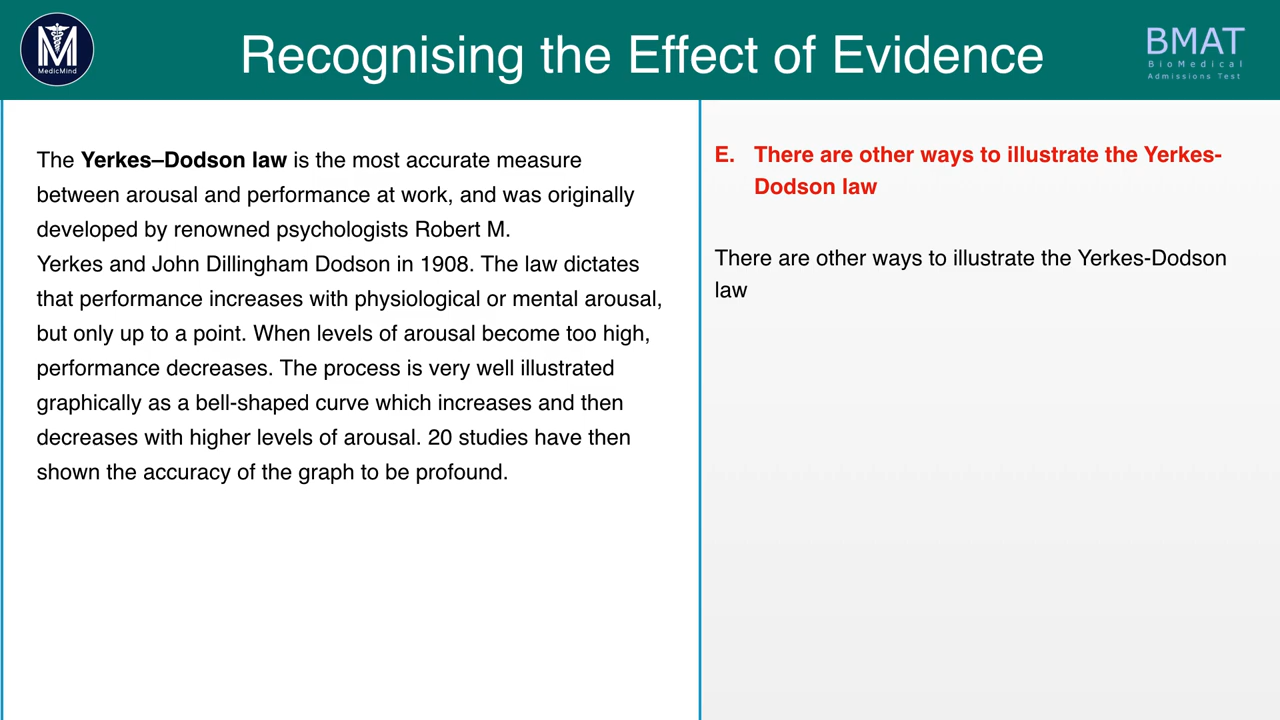 MedicMind
Recognising the Effect of Evidence
BMAT
BioMedical
Admissions Test
The Yerkes–Dodson law is the most accurate measure
between arousal and performance at work, and was originally
developed by renowned psychologists Robert M.
Yerkes and John Dillingham Dodson in 1908. The law dictates
that performance increases with physiological or mental arousal,
but only up to a point. When levels of arousal become too high,
performance decreases. The process is very well illustrated
graphically as a bell-shaped curve which increases and then
decreases with higher levels of arousal. 20 studies have then
shown the accuracy of the graph to be profound.
E. There are other ways to illustrate the Yerkes-
Dodson law
There are other ways to illustrate the Yerkes-Dodson
law